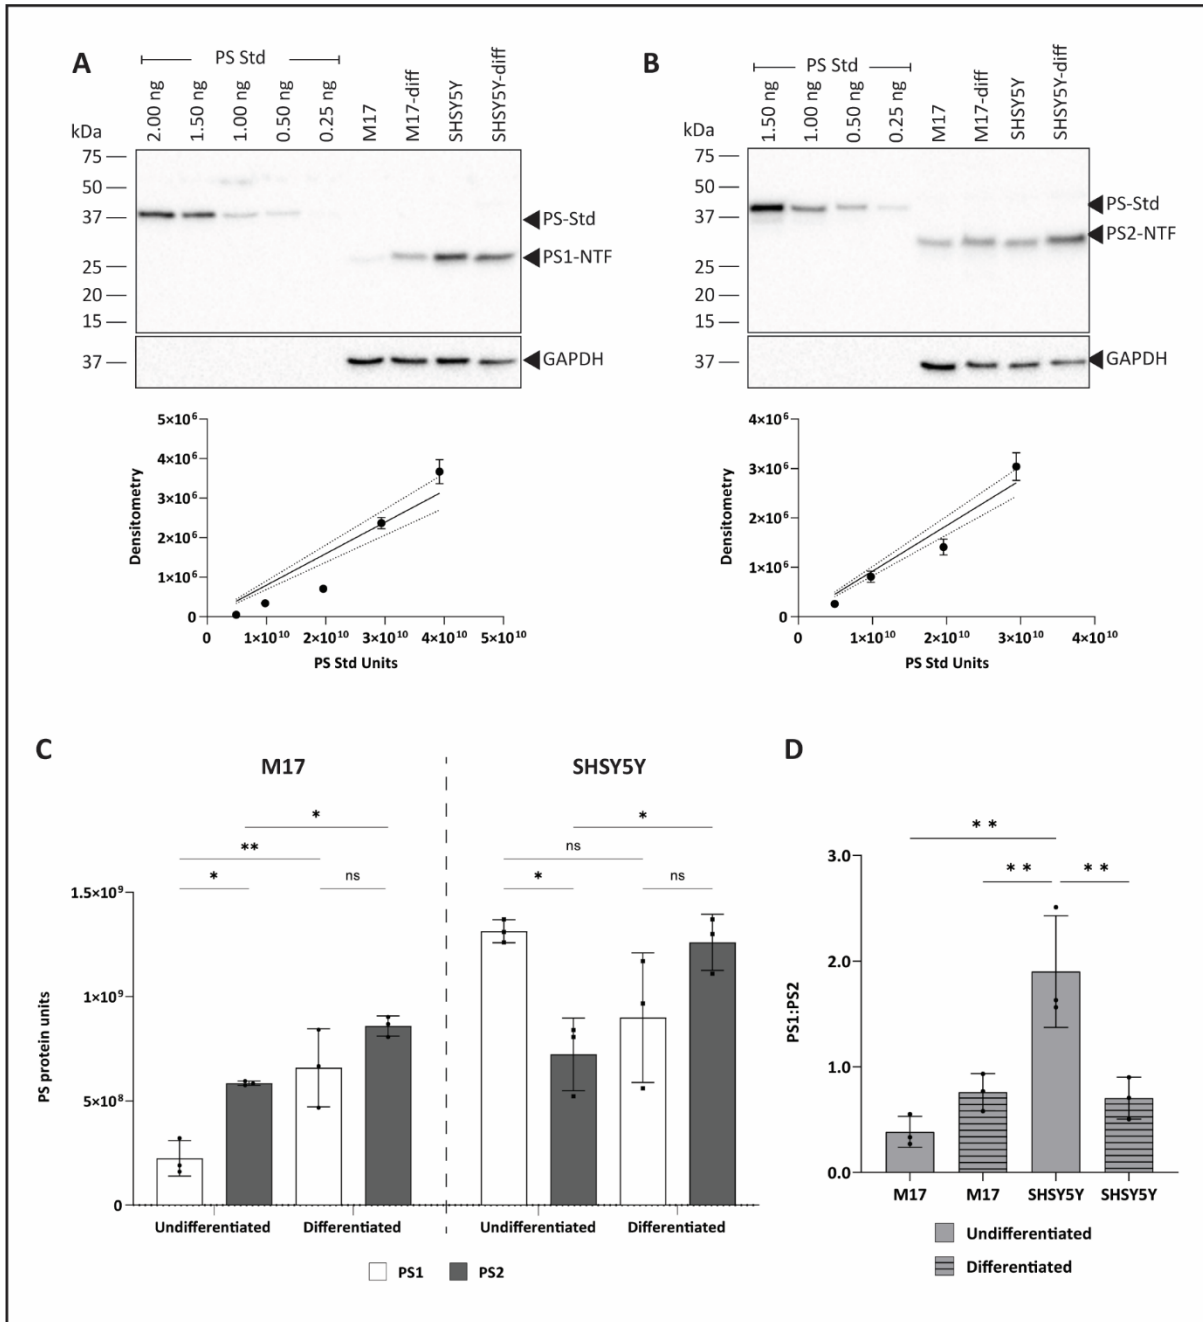 A
PS Std
2.00 ng
1.50 ng
1.00 ng
0.50 ng
0.25 ng
M17
M17-diff
SHSY5Y
SHSY5Y-diff
kDa
75
50
37
25
20
15
PS-Std
PS1-NTF
37
GAPDH
Densitometry
5×10⁶
4×10⁶
3×10⁶
2×10⁶
1×10⁶
0
0 1×10¹⁰ 2×10¹⁰ 3×10¹⁰ 4×10¹⁰ 5×10¹⁰
PS Std Units
B
PS Std
1.50 ng
1.00 ng
0.50 ng
0.25 ng
M17
M17-diff
SHSY5Y
SHSY5Y-diff
kDa
75
50
37
25
20
15
PS-Std
PS2-NTF
37
GAPDH
Densitometry
4×10⁶
3×10⁶
2×10⁶
1×10⁶
0
0 1×10¹⁰ 2×10¹⁰ 3×10¹⁰ 4×10¹⁰
PS Std Units
C
M17 SHSY5Y
* *
** ns
* ns * ns
PS protein units
1.5×10⁹
1×10⁹
5×10⁸
0
Undifferentiated Differentiated Undifferentiated Differentiated
PS1 PS2
D
**
** **
PS1:PS2
3.0
2.0
1.0
0.0
M17 M17 SHSY5Y SHSY5Y
Undifferentiated
Differentiated